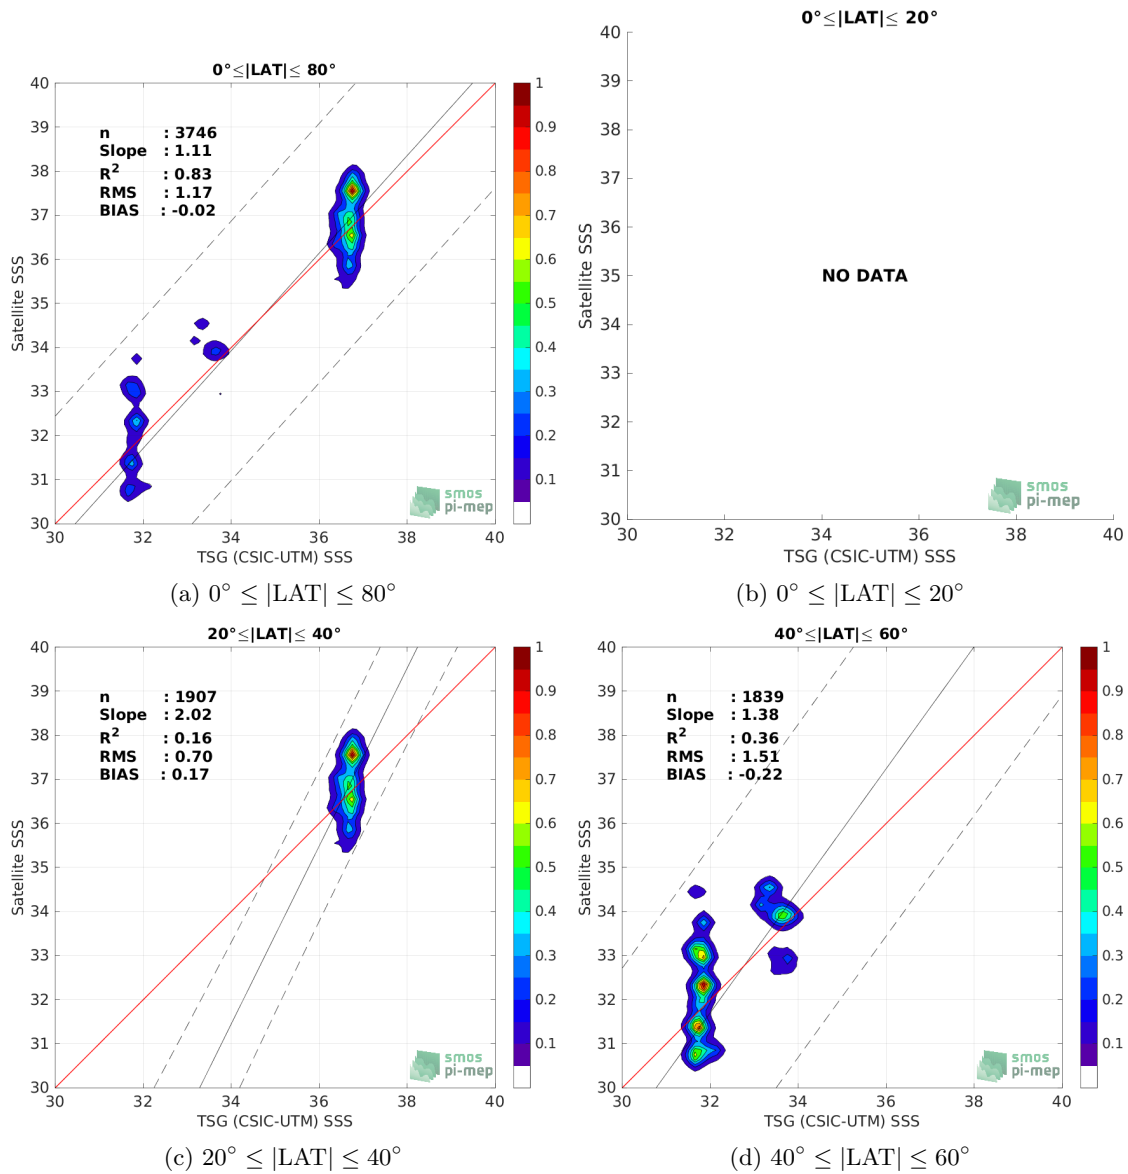 0°≤|LAT|≤ 80°
40
39
38
37
36
35
34
33
32
31
30
n : 3746
Slope : 1.11
R² : 0.83
RMS : 1.17
BIAS : -0.02
Satellite SSS
smos
pi-mep
30 32 34 36 38 40
TSG (CSIC-UTM) SSS
1
0.9
0.8
0.7
0.6
0.5
0.4
0.3
0.2
0.1
(a) 0° ≤ |LAT| ≤ 80°
0°≤|LAT|≤ 20°
40
39
38
37
36
35
34
33
32
31
30
Satellite SSS
NO DATA
smos
pi-mep
30 32 34 36 38 40
TSG (CSIC-UTM) SSS
(b) 0° ≤ |LAT| ≤ 20°
20°≤|LAT|≤ 40°
40
39
38
37
36
35
34
33
32
31
30
n : 1907
Slope : 2.02
R² : 0.16
RMS : 0.70
BIAS : 0.17
Satellite SSS
smos
pi-mep
30 32 34 36 38 40
TSG (CSIC-UTM) SSS
1
0.9
0.8
0.7
0.6
0.5
0.4
0.3
0.2
0.1
(c) 20° ≤ |LAT| ≤ 40°
40°≤|LAT|≤ 60°
40
39
38
37
36
35
34
33
32
31
30
n : 1839
Slope : 1.38
R² : 0.36
RMS : 1.51
BIAS : -0.22
Satellite SSS
smos
pi-mep
30 32 34 36 38 40
TSG (CSIC-UTM) SSS
1
0.9
0.8
0.7
0.6
0.5
0.4
0.3
0.2
0.1
(d) 40° ≤ |LAT| ≤ 60°